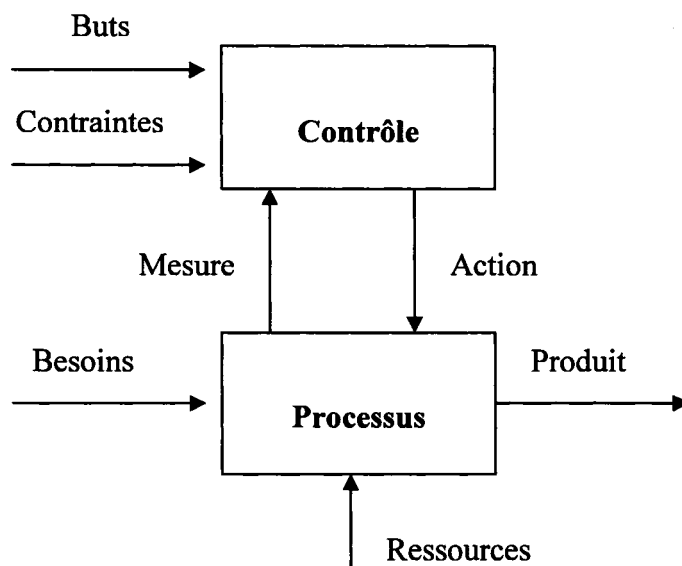 Buts
Contraintes
Contrôle
Mesure
Action
Besoins
Produit
Processus
Ressources